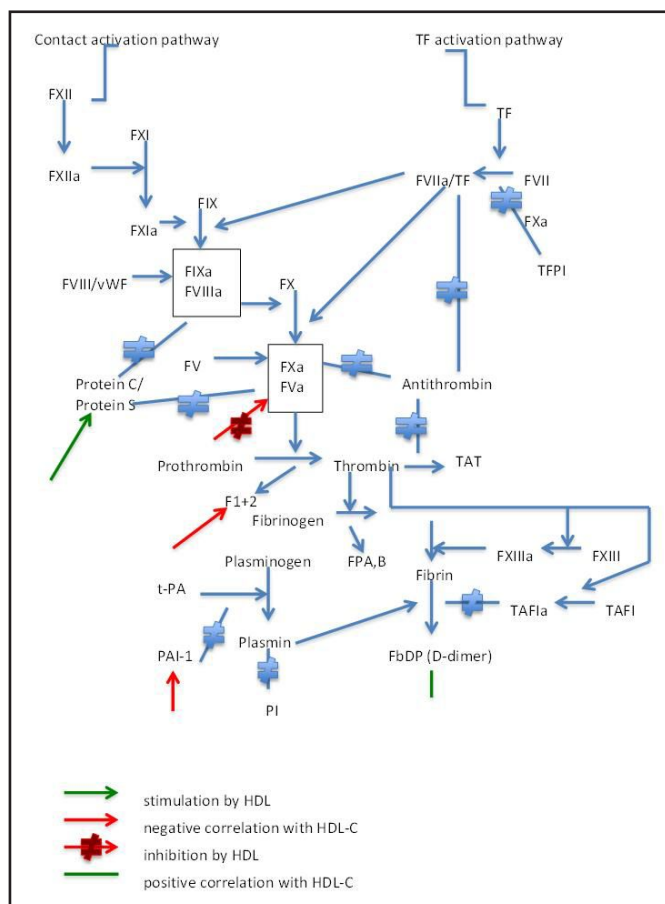 Contact activation pathway
TF activation pathway
FXII
TF
FXI
FXIIa
FVIIa/TF
FVII
FIX
FXIa
FXa
TFPI
FIXa
FVIIIa
FVIII/vWF
FX
FV
FXa
FVa
Protein C/
Protein S
Antithrombin
Prothrombin
Thrombin
TAT
F1+2
Fibrinogen
FPA,B
FXIIIa
FXIII
Plasminogen
Fibrin
t-PA
TAFIa
TAFI
PAI-1
Plasmin
FbDP (D-dimer)
PI
stimulation by HDL
negative correlation with HDL-C
inhibition by HDL
positive correlation with HDL-C